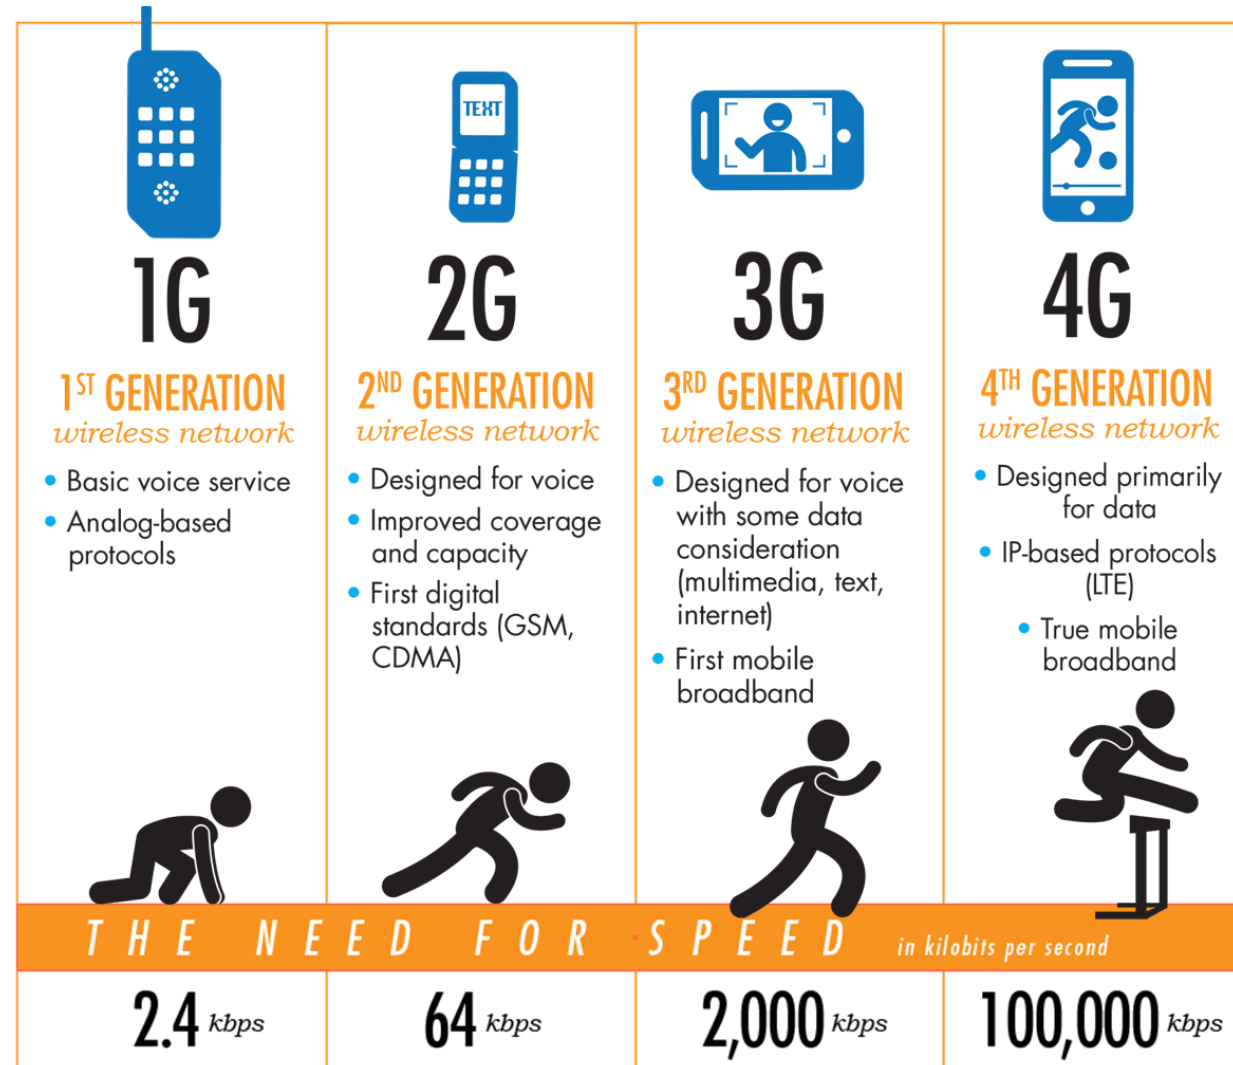 TEXT
1G
1ST GENERATION
wireless network
• Basic voice service
• Analog-based
protocols
2G
2ND GENERATION
wireless network
• Designed for voice
• Improved coverage
and capacity
• First digital
standards (GSM,
CDMA)
3G
3RD GENERATION
wireless network
• Designed for voice
with some data
consideration
(multimedia, text,
internet)
• First mobile
broadband
4G
4TH GENERATION
wireless network
• Designed primarily
for data
• IP-based protocols
(LTE)
• True mobile
broadband
THE NEED FOR SPEED in kilobits per second
2.4 kbps
64 kbps
2,000 kbps
100,000 kbps